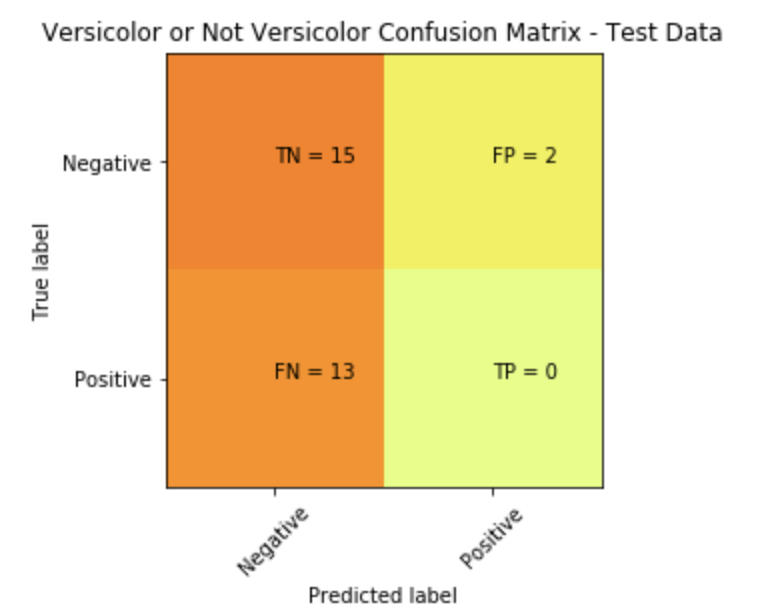 Versicolor or Not Versicolor Confusion Matrix - Test Data
TN = 15
FP = 2
Negative
True label
FN = 13
TP = 0
Positive
Negative
Positive
Predicted label